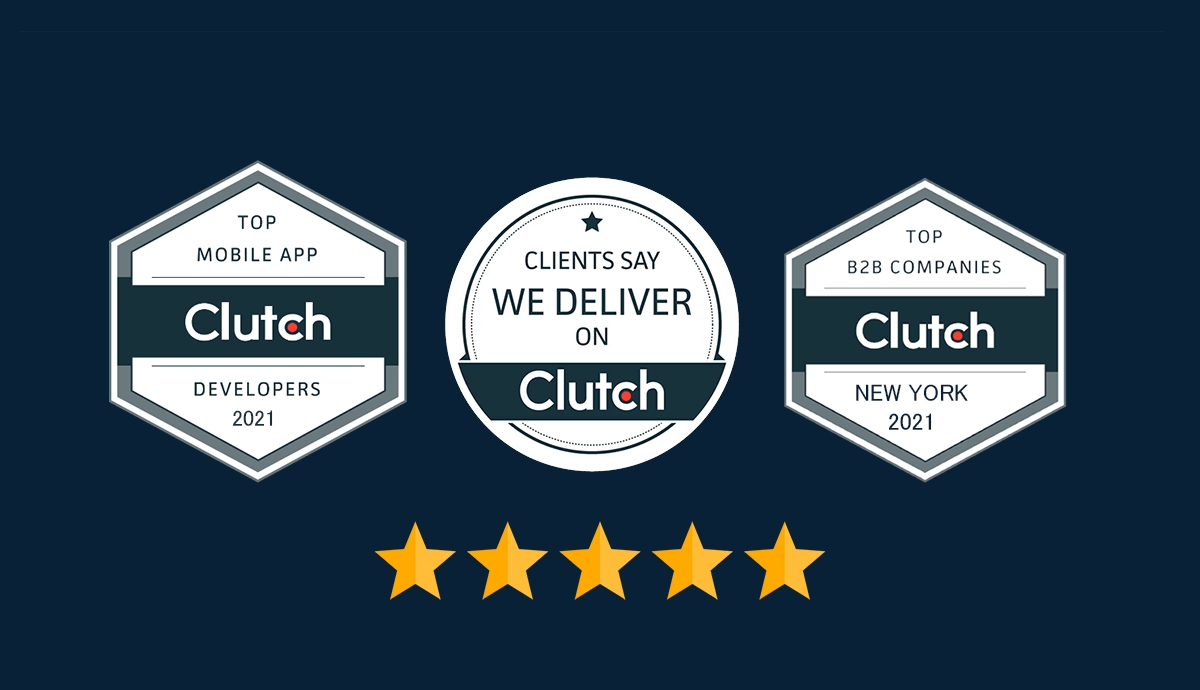 TOP
MOBILE APP
Clutch
DEVELOPERS
2021
CLIENTS SAY
WE DELIVER
ON
Clutch
TOP
B2B COMPANIES
Clutch
NEW YORK
2021